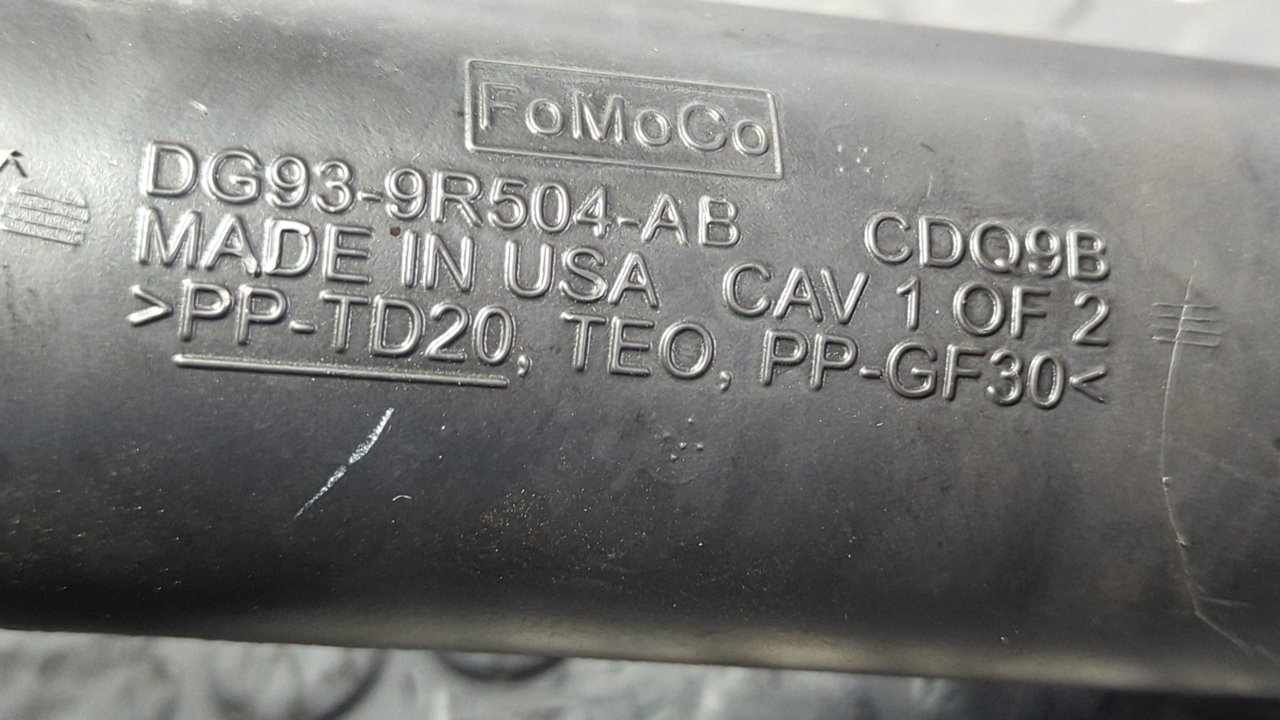 FoMoCo
DG93-9R504-AB CDQ9B
MADE IN USA CAV 1 OF 2
>PP-TD20, TEO, PP-GF30<